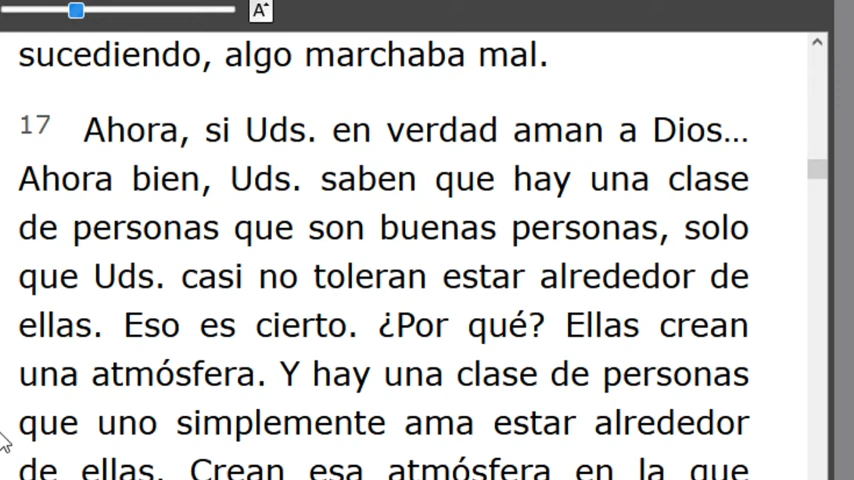 A
sucediendo, algo marchaba mal.
17 Ahora, si Uds. en verdad aman a Dios…
Ahora bien, Uds. saben que hay una clase
de personas que son buenas personas, solo
que Uds. casi no toleran estar alrededor de
ellas. Eso es cierto. ¿Por qué? Ellas crean
una atmósfera. Y hay una clase de personas
que uno simplemente ama estar alrededor
de ellas. Crean esa atmósfera en la que